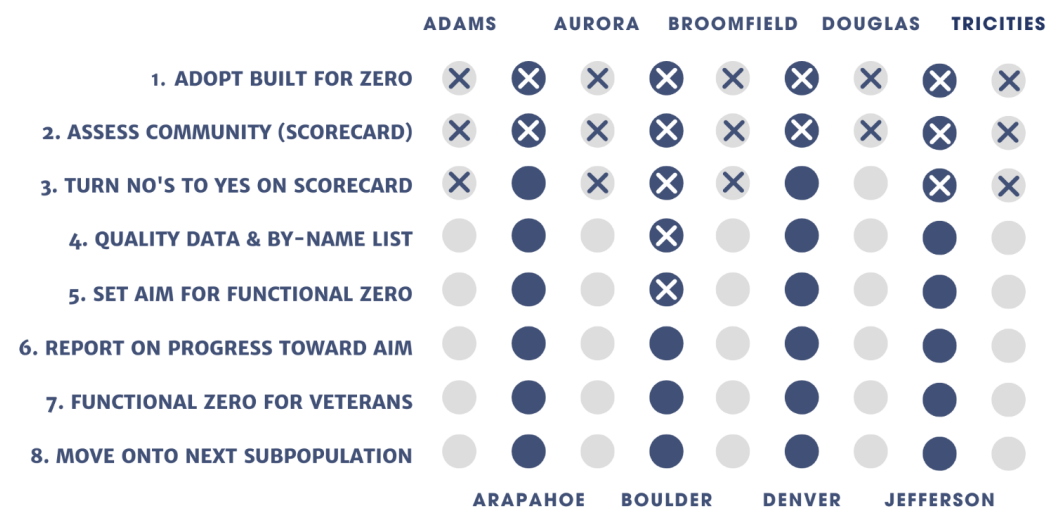 ADAMS AURORA BROOMFIELD DOUGLAS TRICITIES
1. ADOPT BUILT FOR ZERO
2. ASSESS COMMUNITY (SCORECARD)
3. TURN NO'S TO YES ON SCORECARD
4. QUALITY DATA & BY-NAME LIST
5. SET AIM FOR FUNCTIONAL ZERO
6. REPORT ON PROGRESS TOWARD AIM
7. FUNCTIONAL ZERO FOR VETERANS
8. MOVE ONTO NEXT SUBPOPULATION
ARAPAHOE BOULDER DENVER JEFFERSON